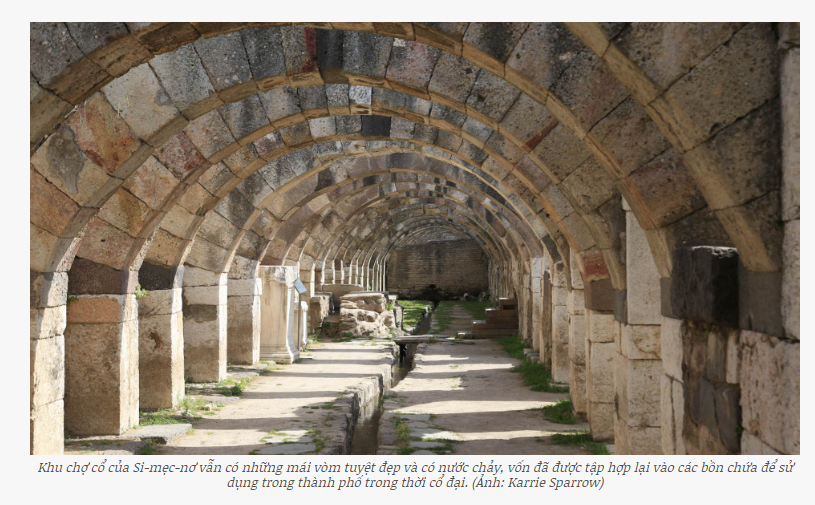 Khu chợ cổ của Si-mẹc-nơ vẫn có những mái vòm tuyệt đẹp và có nước chảy, vốn đã được tập hợp lại vào các bồn chứa để sử
dụng trong thành phố trong thời cổ đại. (Ảnh: Karrie Sparrow)